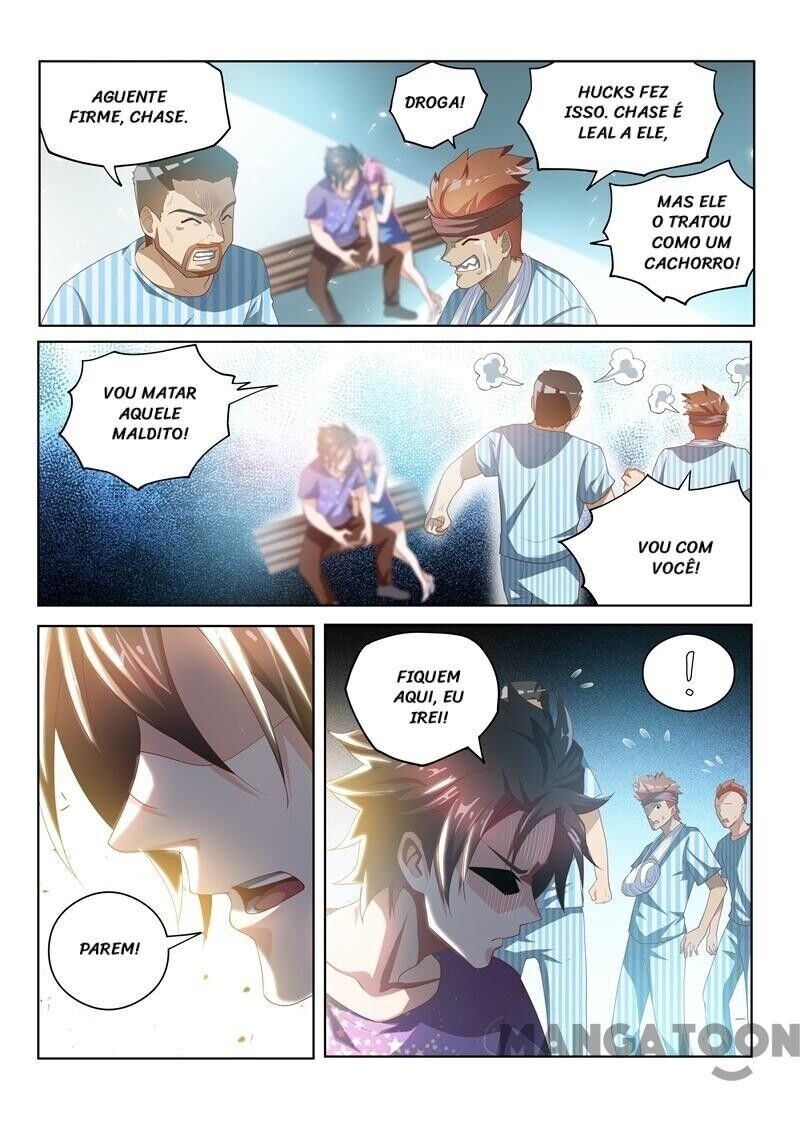 AGUENTE
FIRME, CHASE.
DROGA!
HUCKS FEZ
ISSO. CHASE É
LEAL A ELE,
MAS ELE
O TRATOU
COMO UM
CACHORRO!
VOU MATAR
AQUELE
MALDITO!
VOU COM
VOCÊ!
PAREM!
FIQUEM
AQUI, EU
IREI!
!
MANGATOON